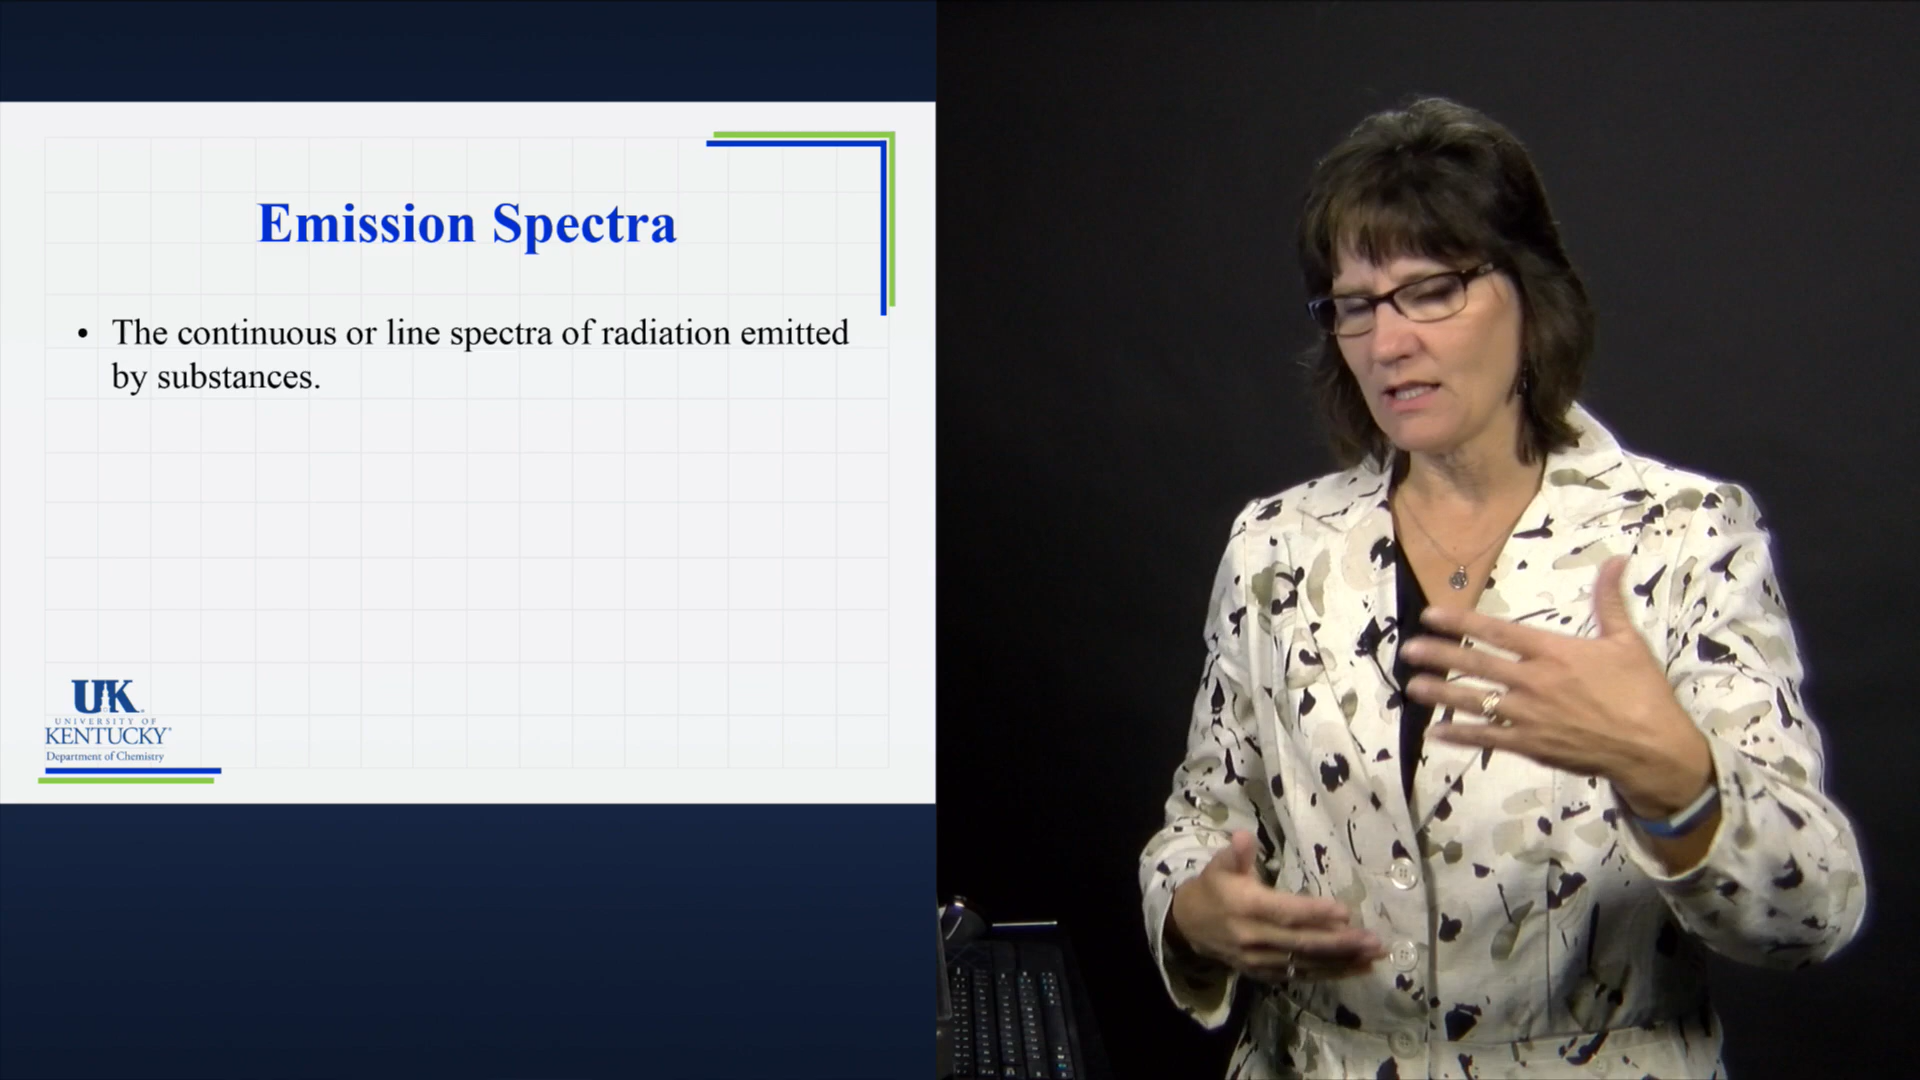 Emission Spectra
• The continuous or line spectra of radiation emitted
by substances.
UK
UNIVERSITY OF
KENTUCKY®
Department of Chemistry